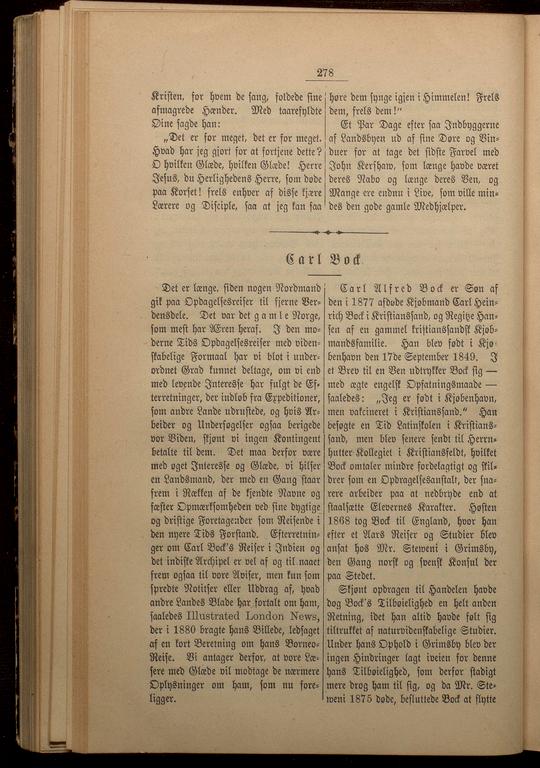 278
Kristen, for hvem de sang, foldede sine
afmagrede Hænder. Med taarefyldte
Øine sagde han:
„Det er for meget, det er for meget.
Hvad har jeg gjort for at fortjene dette?
O hvilken Glæde, hvilken Glæde! Herre
Jesus, du Herlighedens Herre, som døde
paa Korset! frels enhver af disse kjære
Lærere og Disciple, saa at jeg kan faa
høre dem synge igjen i Himmelen! Frels
dem, frels dem!“
Et Par Dage efter saa Indbyggerne
af Landsbyen ud af sine Døre og Vin-
duer for at tage det sidste Farvel med
John Kershaw, som længe havde været
deres Nabo og længe deres Ven, og
Mange ere endnu i Live, som ville min-
des den gode gamle Medhjælper.
Carl Bock
Det er længe, siden nogen Nordmand
gik paa Opdagelsesreiser til fjerne Ver-
densdele. Det var det gamle Norge,
som mest har Æren heraf. I den mo-
derne Tids Opdagelsesreiser med viden-
skabelige Formaal har vi blot i under-
ordnet Grad kunnet deltage, om vi end
med levende Interesse har fulgt de Ef-
terretninger, der indløb fra Expeditioner,
som andre Lande udrustede, og hvis Ar-
beider og Undersøgelser ogsaa berigede
vor Viden, skjønt vi ingen Kontingent
betalte til dem. Det maa derfor være
med øget Interesse og Glæde, vi hilser
en Landsmand, der med en Gang staar
frem i Rækken af de kjendte Navne og
fæster Opmærksomheden ved sine dygtige
og dristige Foretagender som Reisende i
den nyere Tids Forstand. Efterretnin-
ger om Carl Bock's Reiser i Indien og
det indiske Archipel er vel af og til naaet
frem ogsaa til vore Aviser, men kun som
spredte Notitser eller Uddrag af, hvad
andre Landes Blade har fortalt om ham,
saaledes Illustrated London News,
der i 1880 bragte hans Billede, ledsaget
af en kort Beretning om hans Borneo-
Reise. Vi antager derfor, at vore Læ-
sere med Glæde vil modtage de nærmere
Oplysninger om ham, som nu fore-
ligger.
Carl Alfred Bock er Søn af
den i 1877 afdøde Kjøbmand Carl Hein-
rich Bock i Kristianssand, og Regitze Han-
sen af en gammel kristianssandsk Kjøb-
mandsfamilie. Han blev født i Kjø-
benhavn den 17de September 1849. I
et Brev til en Ven udtrykker Bock sig —
med ægte engelsk Opfatningsmaade —
saaledes: „Jeg er født i Kjøbenhavn,
men vakcineret i Kristianssand.“ Han
besøgte en Tid Latinskolen i Kristians-
sand, men blev senere sendt til Herrn-
hutter Kollegiet i Kristiansfeldt, hvilket
Bock omtaler mindre fordelagtigt og skil-
drer som en Opdragelsesanstalt, der sna-
rere arbeider paa at nedbryde end at
staalsætte Elevernes Karakter. Høsten
1868 tog Bock til England, hvor han
efter et Aars Reiser og Studier blev
ansat hos Mr. Steweni i Grimsby,
den Gang norsk og svensk Konsul der
paa Stedet.
Skjønt opdragen til Handelen havde
dog Bock's Tilbøielighed en helt anden
Retning, idet han altid havde følt sig
tiltrukket af naturvidenskabelige Studier.
Under hans Ophold i Grimsby blev der
ingen Hindringer lagt iveien for denne
hans Tilbøielighed, som derfor stadigt
mere drog ham til sig, og da Mr. Ste-
weni 1875 døde, besluttede Bock at flytte